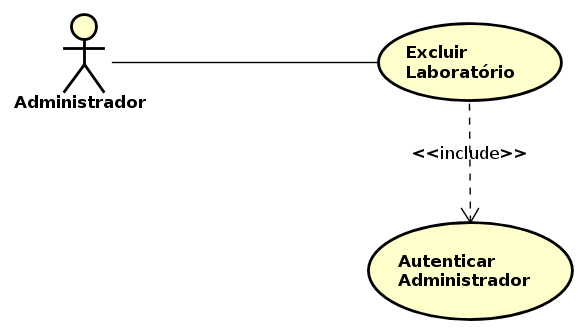 Excluir
Laboratório
Administrador
<<include>>
Autenticar
Administrador